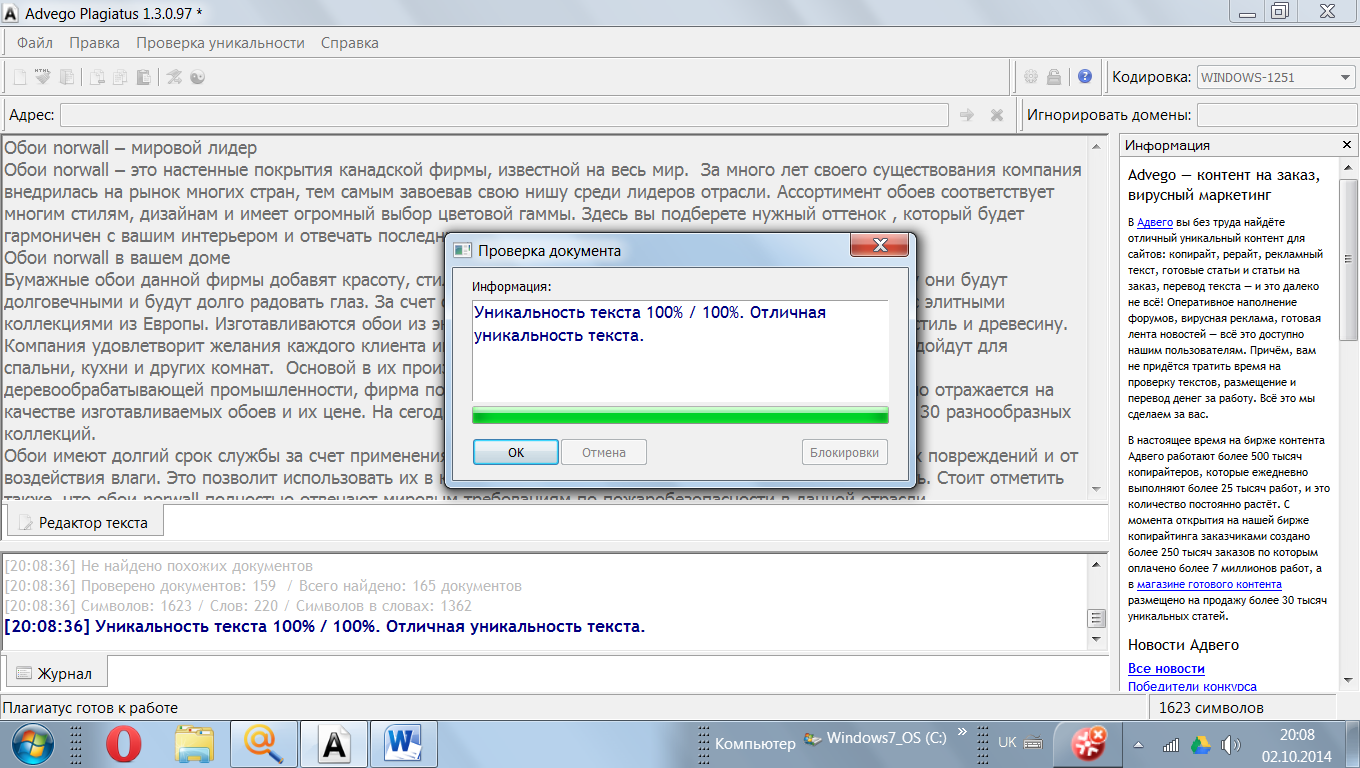 Advego Plagiatus 1.3.0.97 *
Файл Правка Проверка уникальности Справка
HTML
Кодировка: WINDOWS-1251
Адрес:
Игнорировать домены:
Обои norwall – мировой лидер
Обои norwall – это настенные покрытия канадской фирмы, известной на весь мир.  За много лет своего существования компания
внедрилась на рынок многих стран, тем самым завоевав свою нишу среди лидеров отрасли. Ассортимент обоев соответствует
многим стилям, дизайнам и имеет огромный выбор цветовой гаммы. Здесь вы подберете нужный оттенок , который будет
гармоничен с вашим интерьером и отвечать
Обои norwall в вашем доме
Бумажные обои данной фирмы добавят красоту, они будут
долговечными и будут долго радовать глаз. За счет элитными
коллекциями из Европы. Изготавливаются обои из стиль и древесину.
Компания удовлетворит желания каждого клиента для
спальни, кухни и других комнат.  Основой в их
деревообрабатывающей промышленности, фирма отражается на
качестве изготавливаемых обоев и их цене. На 30 разнообразных
коллекций.
Обои имеют долгий срок службы за счет применения повреждений и от
воздействия влаги. Это позволит использовать их в Стоит отметить
также, что обои norwall полностью отвечают мировым требованиям по пожаробезопасности в данной отрасли.
Проверка документа
Информация:
Уникальность текста 100% / 100%. Отличная
уникальность текста.
ОК Отмена Блокировки
Редактор текста
[20:08:36] Не найдено похожих документов
[20:08:36] Проверено документов: 159  / Всего найдено: 165 документов
[20:08:36] Символов: 1623 / Слов: 220 / Символов в словах: 1362
[20:08:36] Уникальность текста 100% / 100%. Отличная уникальность текста.
Журнал
Информация
Advego — контент на заказ,
вирусный маркетинг
В Адвего вы без труда найдёте
отличный уникальный контент для
сайтов: копирайт, рерайт, рекламный
текст, готовые статьи и статьи на
заказ, перевод текста — и это далеко
не всё! Оперативное наполнение
форумов, вирусная реклама, готовая
лента новостей — всё это доступно
нашим пользователям. Причём, вам
не придётся тратить время на
проверку текстов, размещение и
перевод денег за работу. Всё это мы
сделаем за вас.
В настоящее время на бирже контента
Адвего работают более 500 тысяч
копирайтеров, которые ежедневно
выполняют более 25 тысяч работ, и это
количество постоянно растёт. С
момента открытия на нашей бирже
копирайтинга заказчиками создано
более 250 тысяч заказов по которым
оплачено более 7 миллионов работ, а
в магазине готового контента
размещено на продажу более 30 тысяч
уникальных статей.
Новости Адвего
Все новости
Победители конкурса
Плагиатус готов к работе
1623 символов
Компьютер Windows7_OS (C:) » UK
20:08
02.10.2014